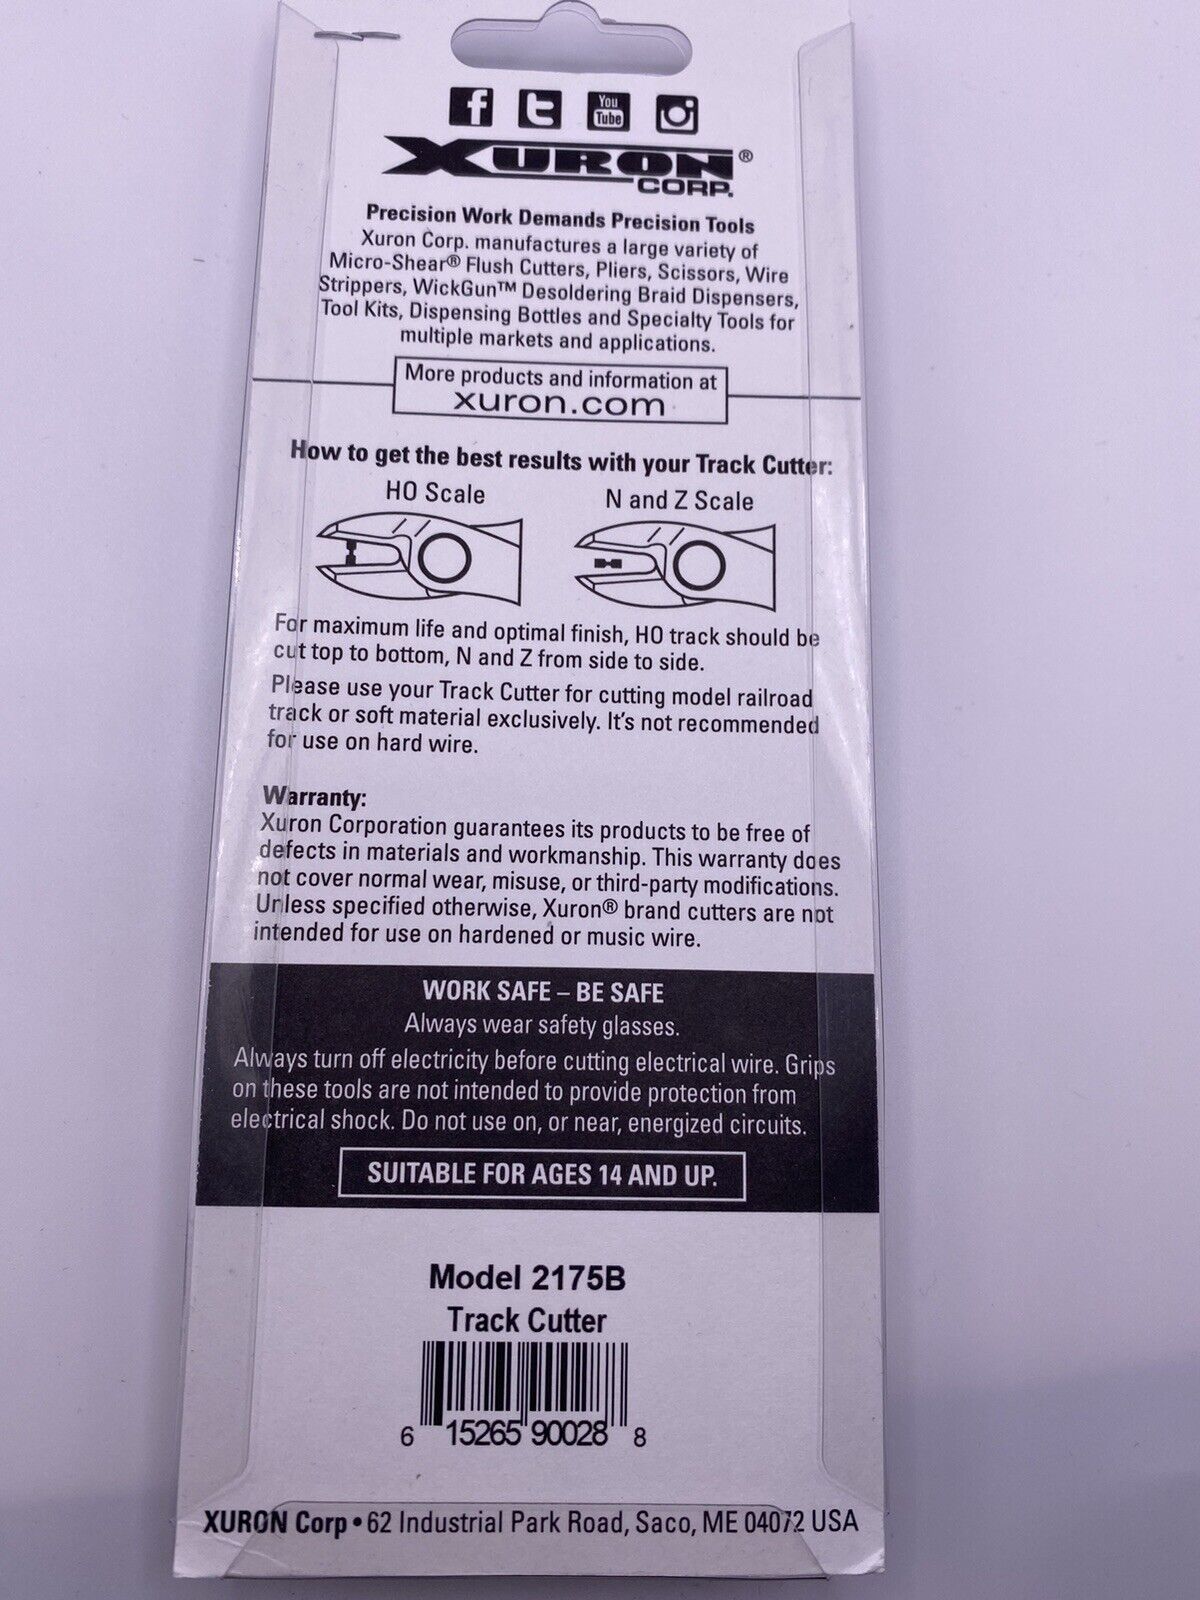 You
Tube
XURON®
CORP.
Precision Work Demands Precision Tools
Xuron Corp. manufactures a large variety of
Micro-Shear® Flush Cutters, Pliers, Scissors, Wire
Strippers, WickGun™ Desoldering Braid Dispensers,
Tool Kits, Dispensing Bottles and Specialty Tools for
multiple markets and applications.
More products and information at
xuron.com
How to get the best results with your Track Cutter:
HO Scale
N and Z Scale
For maximum life and optimal finish, HO track should be
cut top to bottom, N and Z from side to side.
Please use your Track Cutter for cutting model railroad
track or soft material exclusively. It's not recommended
for use on hard wire.
Warranty:
Xuron Corporation guarantees its products to be free of
defects in materials and workmanship. This warranty does
not cover normal wear, misuse, or third-party modifications.
Unless specified otherwise, Xuron® brand cutters are not
intended for use on hardened or music wire.
WORK SAFE – BE SAFE
Always wear safety glasses.
Always turn off electricity before cutting electrical wire. Grips
on these tools are not intended to provide protection from
electrical shock. Do not use on, or near, energized circuits.
SUITABLE FOR AGES 14 AND UP.
Model 2175B
Track Cutter
6 15265 90028 8
XURON Corp • 62 Industrial Park Road, Saco, ME 04072 USA